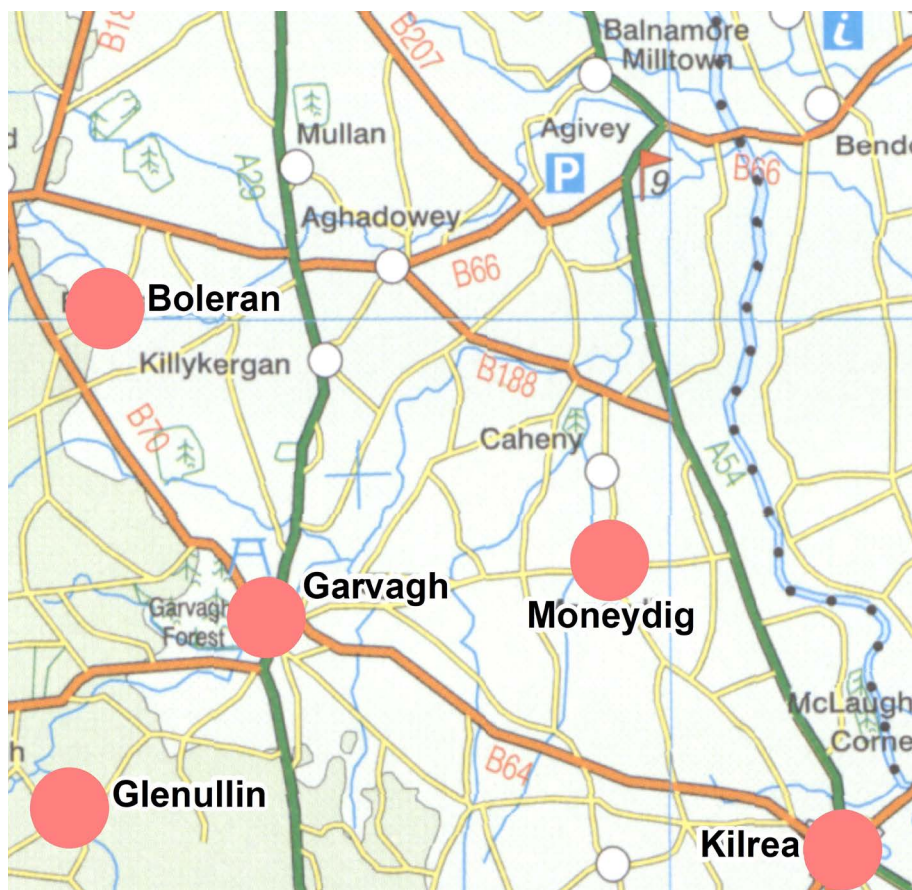 B207
Balnamore
Milltown
i
Mullan
Agivey
P
9
B66
Bende
A29
Aghadowey
B66
Boleran
Killykergan
B188
B70
Caheny
A54
Garvagh
Garvagh
Forest
Moneydig
McLaugh
Corne
B64
h
Glenullin
Kilrea